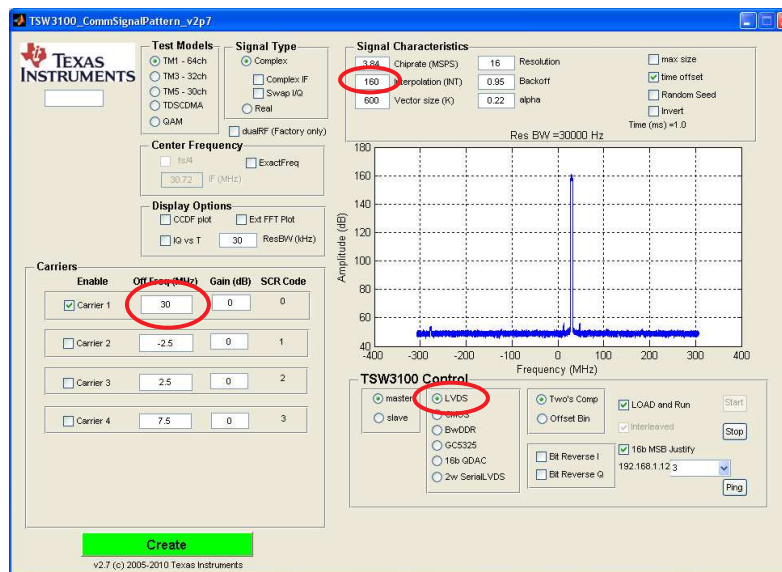 TSW3100_CommSignalPattern_v2p7
TEXAS
INSTRUMENTS
Test Models
TM1 - 64ch
TM3 - 32ch
TM5 - 30ch
TDSCDMA
QAM
Signal Type
Complex
Complex IF
Swap I/Q
Real
dualRF (Factory only)
Center Frequency
fs/4
ExactFreq
30.72 IF (MHz)
Display Options
CCDF plot
Ext FFT Plot
IQ vs T
30 ResBW (kHz)
Signal Characteristics
3.84 Chiprate (MSPS)
16 Resolution
160 Interpolation (INT)
0.95 Backoff
600 Vector size (K)
0.22 alpha
max size
time offset
Random Seed
Invert
Time (ms) =1.0
Res BW =30000 Hz
Amplitude (dB)
180
160
140
120
100
80
60
40
-400 -300 -200 -100 0 100 200 300 400
Frequency (MHz)
Carriers
Enable Off Freq (MHz) Gain (dB) SCR Code
Carrier 1 30 0 0
Carrier 2 -2.5 0 1
Carrier 3 2.5 0 2
Carrier 4 7.5 0 3
Create
v2.7 (c) 2005-2010 Texas Instruments
TSW3100 Control
master
slave
LVDS
CMOS
BwDDR
GC5325
16b QDAC
2w SerialLVDS
Two's Comp
Offset Bin
Bit Reverse I
Bit Reverse Q
LOAD and Run
Interleaved
16b MSB Justify
192.168.1.12 3
Start
Stop
Ping